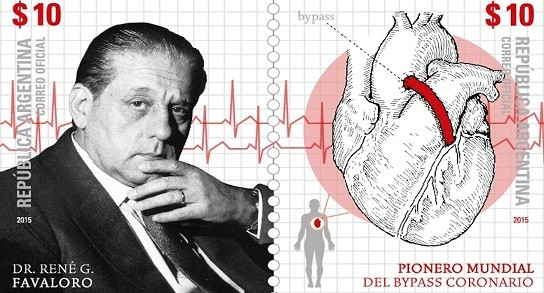 $10
REPÚBLICA ARGENTINA
CORREO OFICIAL
2015
DR. RENÉ G.
FAVALORO
bypass
$10
REPÚBLICA ARGENTINA
CORREO OFICIAL
2015
PIONERO MUNDIAL
DEL BYPASS CORONARIO